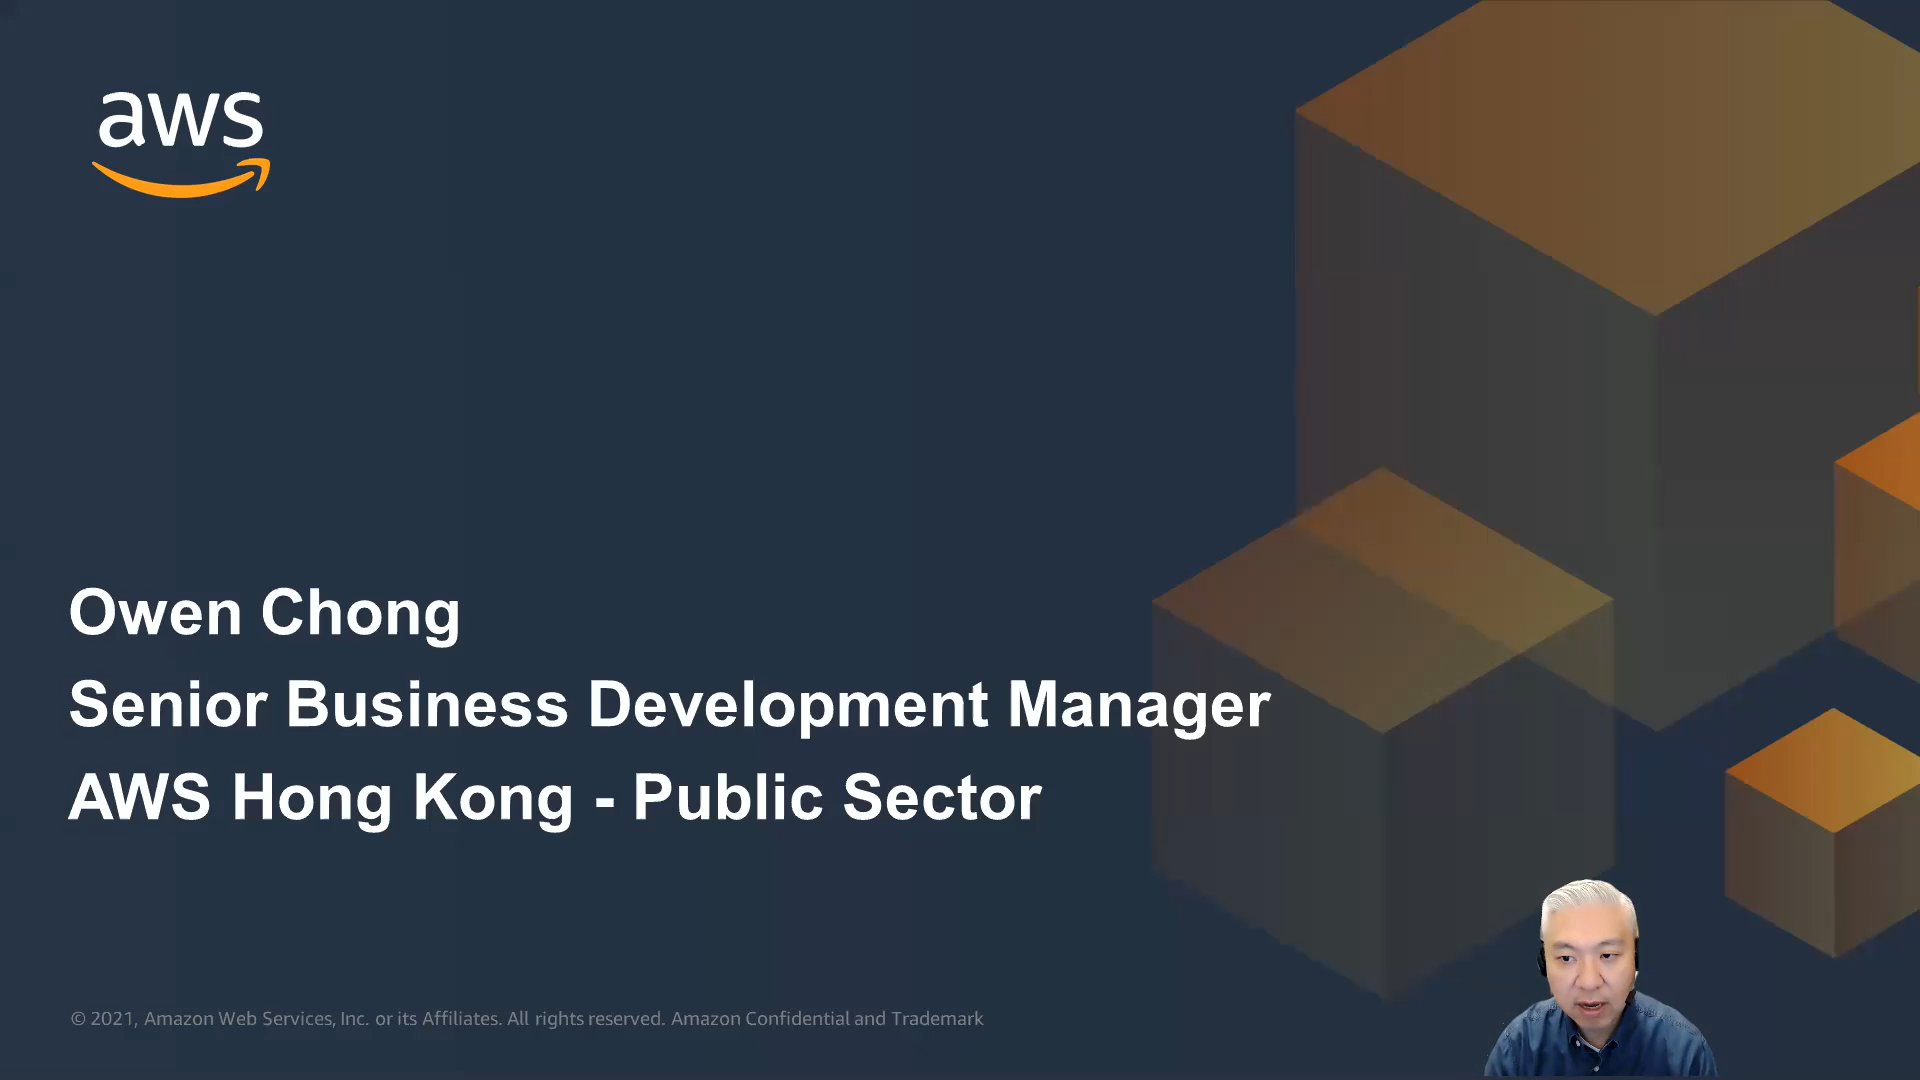 aws
Owen Chong
Senior Business Development Manager
AWS Hong Kong - Public Sector
© 2021, Amazon Web Services, Inc. or its Affiliates. All rights reserved. Amazon Confidential and Trademark